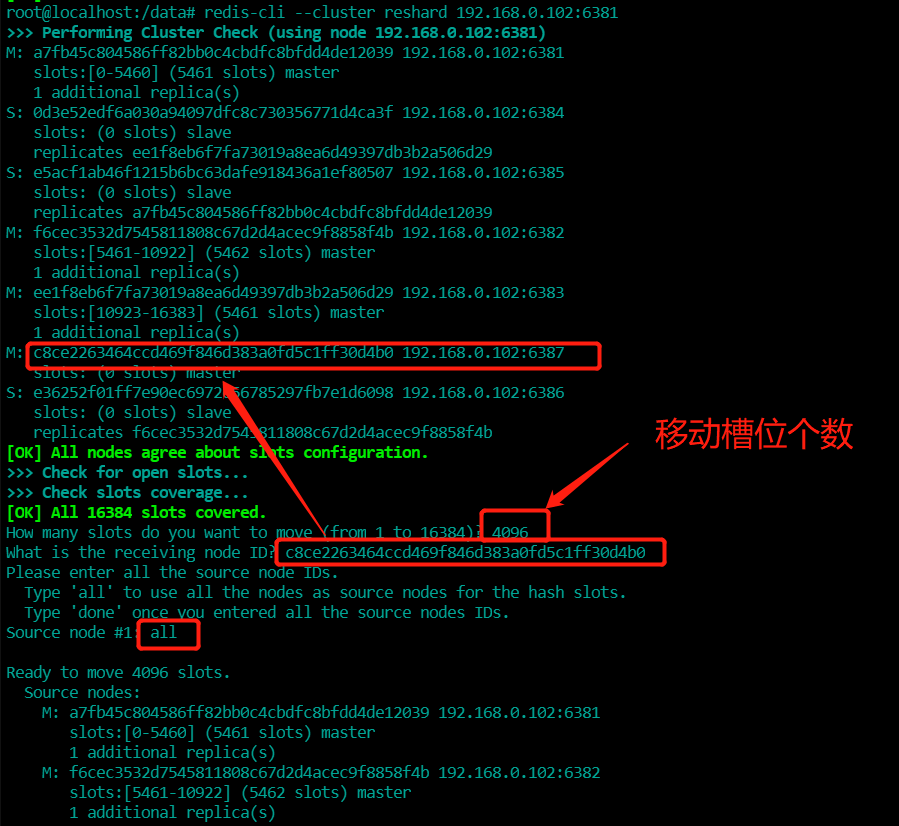 root@localhost:/data# redis-cli --cluster reshard 192.168.0.102:6381
>>> Performing Cluster Check (using node 192.168.0.102:6381)
M: a7fb45c804586ff82bb0c4cbdfc8bfdd4de12039 192.168.0.102:6381
slots:[0-5460] (5461 slots) master
1 additional replica(s)
S: 0d3e52edf6a030a94097dfc8c730356771d4ca3f 192.168.0.102:6384
slots: (0 slots) slave
replicates ee1f8eb6f7fa73019a8ea6d49397db3b2a506d29
S: e5acf1ab46f1215b6bc63dafe918436a1ef80507 192.168.0.102:6385
slots: (0 slots) slave
replicates a7fb45c804586ff82bb0c4cbdfc8bfdd4de12039
M: f6cec3532d7545811808c67d2d4acec9f8858f4b 192.168.0.102:6382
slots:[5461-10922] (5462 slots) master
1 additional replica(s)
M: ee1f8eb6f7fa73019a8ea6d49397db3b2a506d29 192.168.0.102:6383
slots:[10923-16383] (5461 slots) master
1 additional replica(s)
M: c8ce2263464ccd469f846d383a0fd5c1ff30d4b0 192.168.0.102:6387
slots: (0 slots) master
S: 192.168.0.102:6386
slots: (0 slots) slave
replicates f6cec3532d7545811808c67d2d4acec9f8858f4b
移动槽位个数
[OK] All nodes agree about slots configuration.
>>> Check for open slots...
>>> Check slots coverage...
[OK] All 16384 slots covered.
How many slots do you want to move (from 1 to 16384)? 4096
What is the receiving node ID? c8ce2263464ccd469f846d383a0fd5c1ff30d4b0
Please enter all the source node IDs.
Type 'all' to use all the nodes as source nodes for the hash slots.
Type 'done' once you entered all the source nodes IDs.
Source node #1: all
Ready to move 4096 slots.
Source nodes:
M: a7fb45c804586ff82bb0c4cbdfc8bfdd4de12039 192.168.0.102:6381
slots:[0-5460] (5461 slots) master
1 additional replica(s)
M: f6cec3532d7545811808c67d2d4acec9f8858f4b 192.168.0.102:6382
slots:[5461-10922] (5462 slots) master
1 additional replica(s)